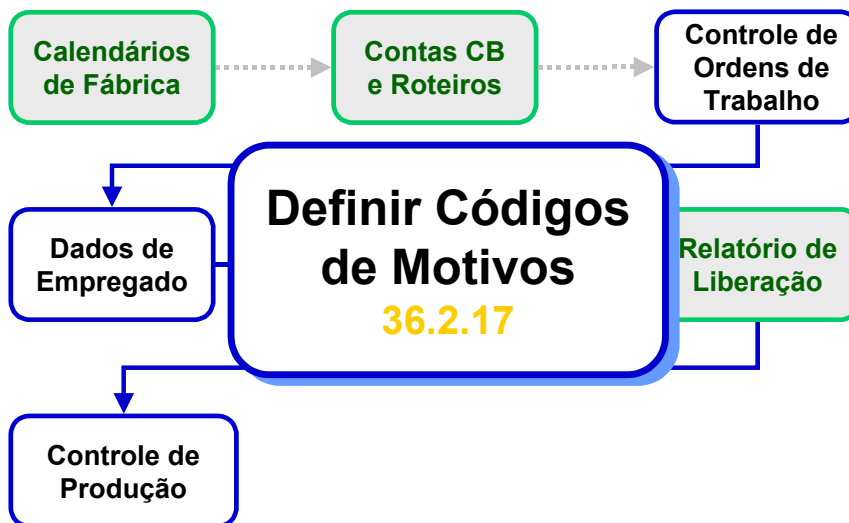 Calendários
de Fábrica
Contas CB
e Roteiros
Controle de
Ordens de
Trabalho
Dados de
Empregado
Definir Códigos
de Motivos
36.2.17
Relatório de
Liberação
Controle de
Produção